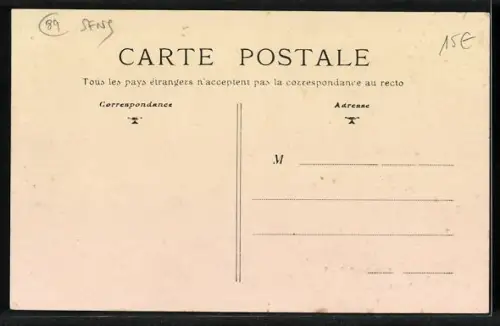 89 SENS
15E
CARTE POSTALE
Tous les pays étrangers n'acceptent pas la correspondance au recto
Correspondance
Adresse
M